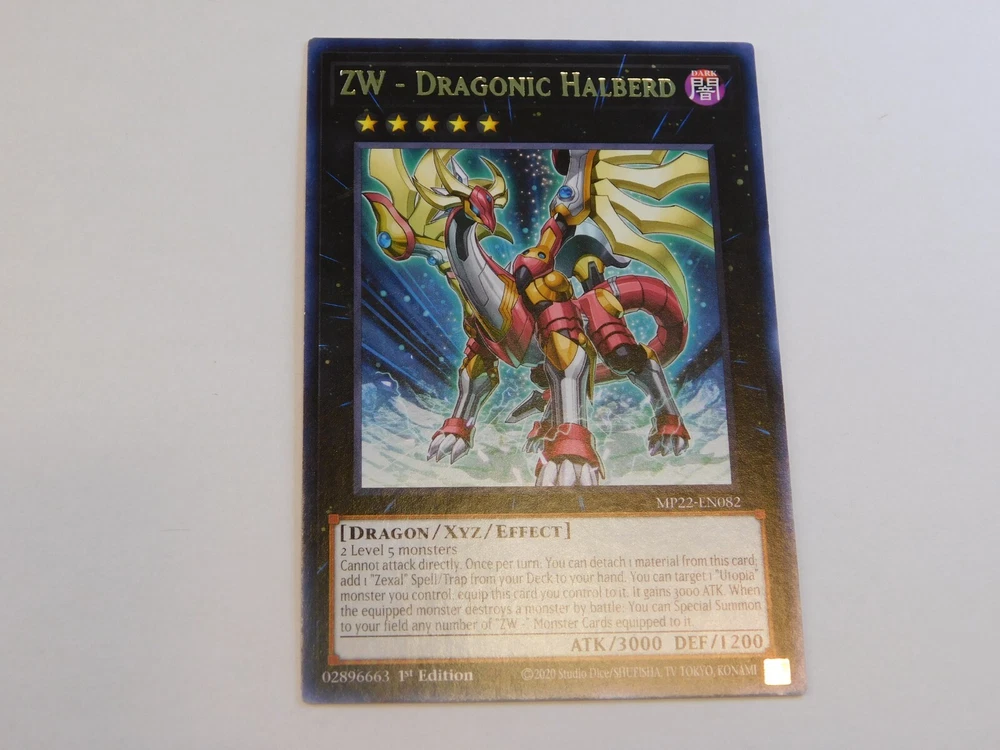 ZW - DRAGONIC HALBERD
DARK
闇
MP22-EN082
[DRAGON/XYZ/EFFECT]
2 Level 5 monsters
Cannot attack directly. Once per turn: You can detach 1 material from this card;
add 1 "Zexal" Spell/Trap from your Deck to your hand. You can target 1 "Utopia"
monster you control; equip this card you control to it. It gains 3000 ATK. When
the equipped monster destroys a monster by battle: You can Special Summon
to your field any number of "ZW -" Monster Cards equipped to it.
ATK/3000 DEF/1200
02896663 1st Edition
©2020 Studio Dice/SHUEISHA, TV TOKYO, KONAMI